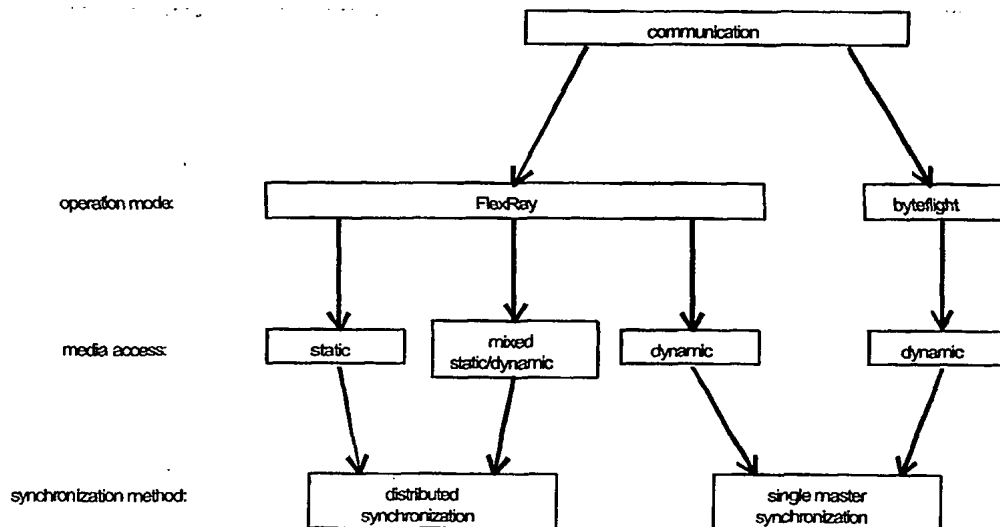 communication
operation mode:
FlexRay
byteflight
media access:
static
mixed
static/dynamic
dynamic
dynamic
synchronization method:
distributed
synchronization
single master
synchronization